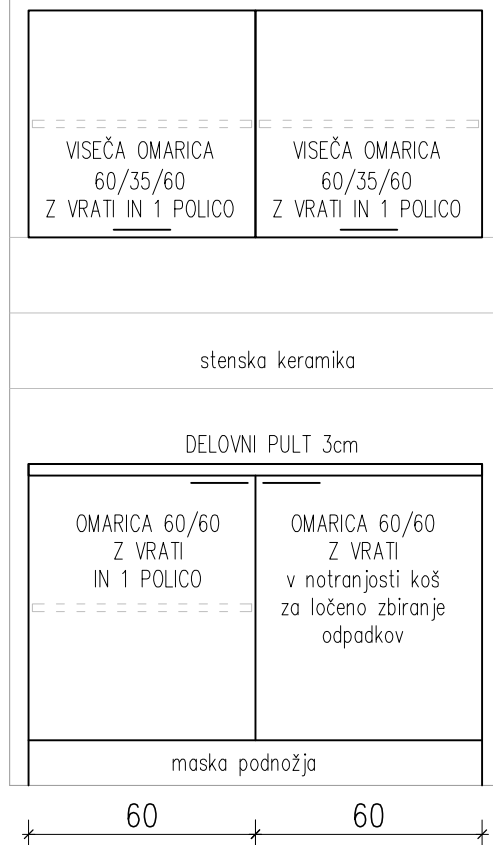 VISEČA OMARICA
60/35/60
Z VRATI IN 1 POLICO
VISEČA OMARICA
60/35/60
Z VRATI IN 1 POLICO
stenska keramika
DELOVNI PULT 3cm
OMARICA 60/60
Z VRATI
IN 1 POLICO
OMARICA 60/60
Z VRATI
v notranjosti koš
za ločeno zbiranje
odpadkov
maska podnožja
60
60